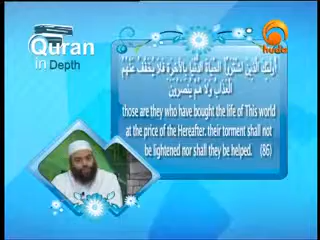 Quran
in Depth
huda
أُولَئِكَ الَّذِينَ اشْتَرَوُا الْحَيَاةَ الدُّنْيَا بِالْآخِرَةِ فَلَا يُخَفَّفُ عَنْهُمُ
الْعَذَابُ وَلَا هُمْ يُنْصَرُونَ
those are they who have bought the life of This world
at the price of the Hereafter. their torment shall not
be lightened nor shall they be helped. (86)